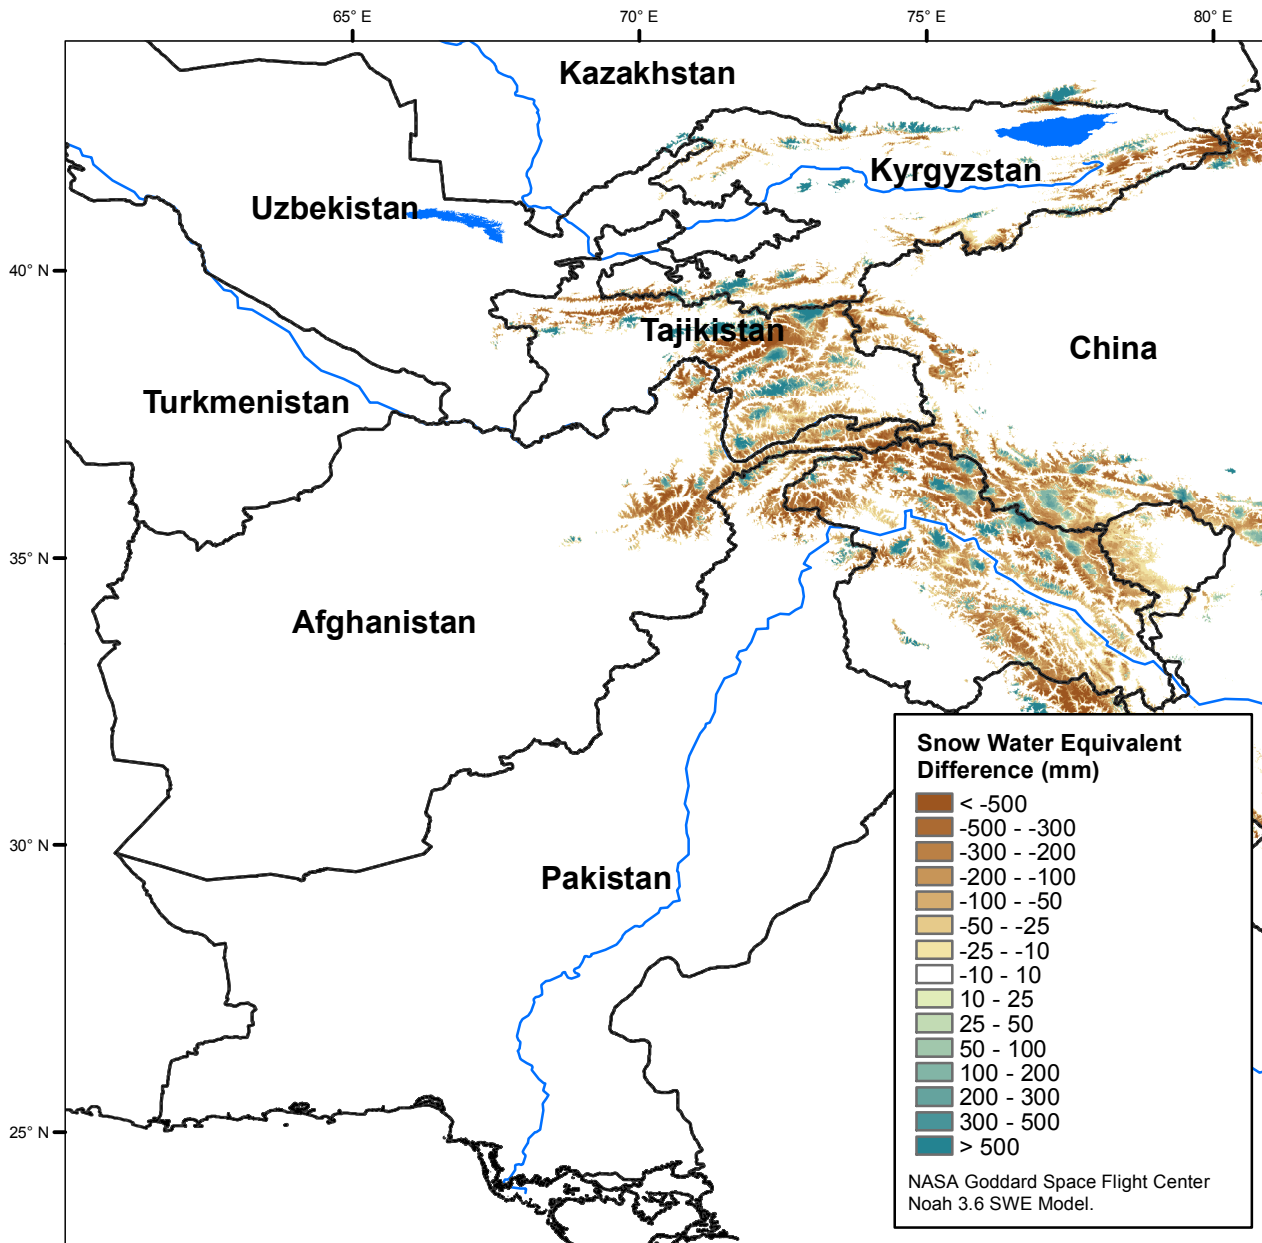 65° E
70° E
75° E
80° E
Kazakhstan
Kyrgyzstan
Uzbekistan
40° N
Tajikistan
China
Turkmenistan
35° N
Afghanistan
30° N
Pakistan
25° N
Snow Water Equivalent
Difference (mm)
< -500
-500 - -300
-300 - -200
-200 - -100
-100 - -50
-50 - -25
-25 - -10
-10 - 10
10 - 25
25 - 50
50 - 100
100 - 200
200 - 300
300 - 500
> 500
NASA Goddard Space Flight Center
Noah 3.6 SWE Model.